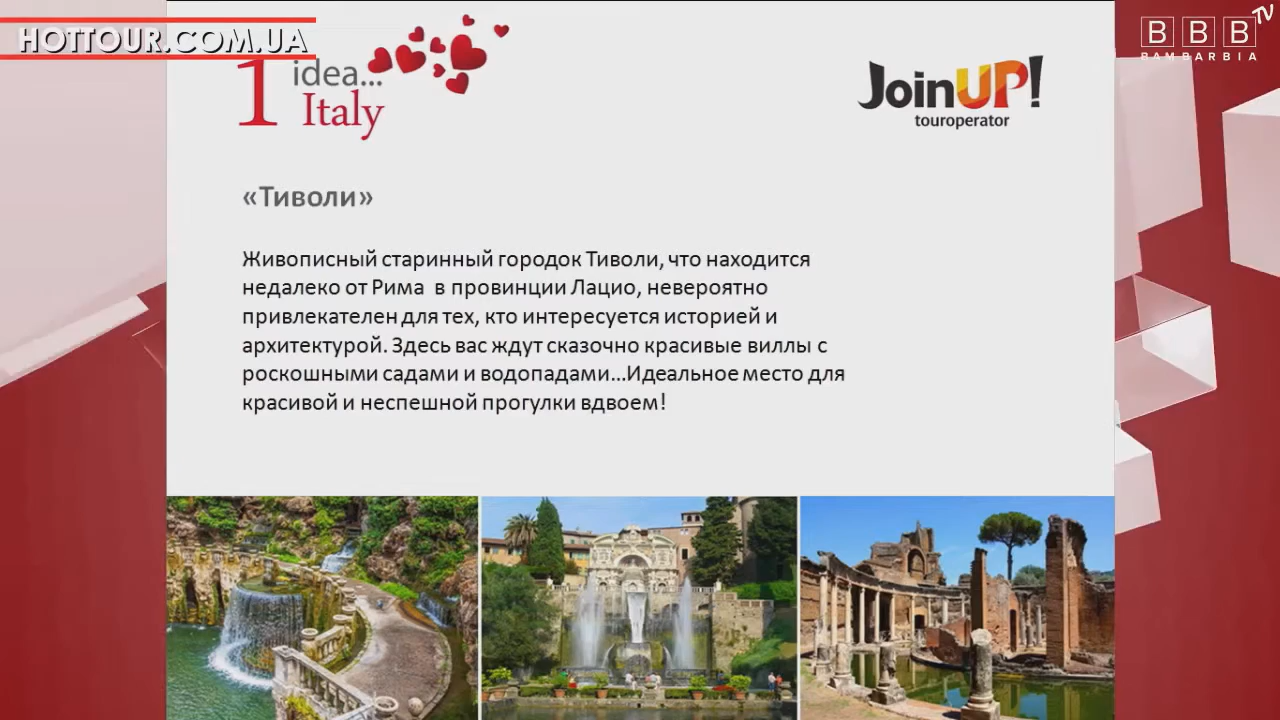 HOTTOUR.COM.UA
BBB TV
BAMBARBIA
1 idea...
Italy
JoinUP!
touroperator
«Тиволи»
Живописный старинный городок Тиволи, что находится
недалеко от Рима в провинции Лацио, невероятно
привлекателен для тех, кто интересуется историей и
архитектурой. Здесь вас ждут сказочно красивые виллы с
роскошными садами и водопадами...Идеальное место для
красивой и неспешной прогулки вдвоем!